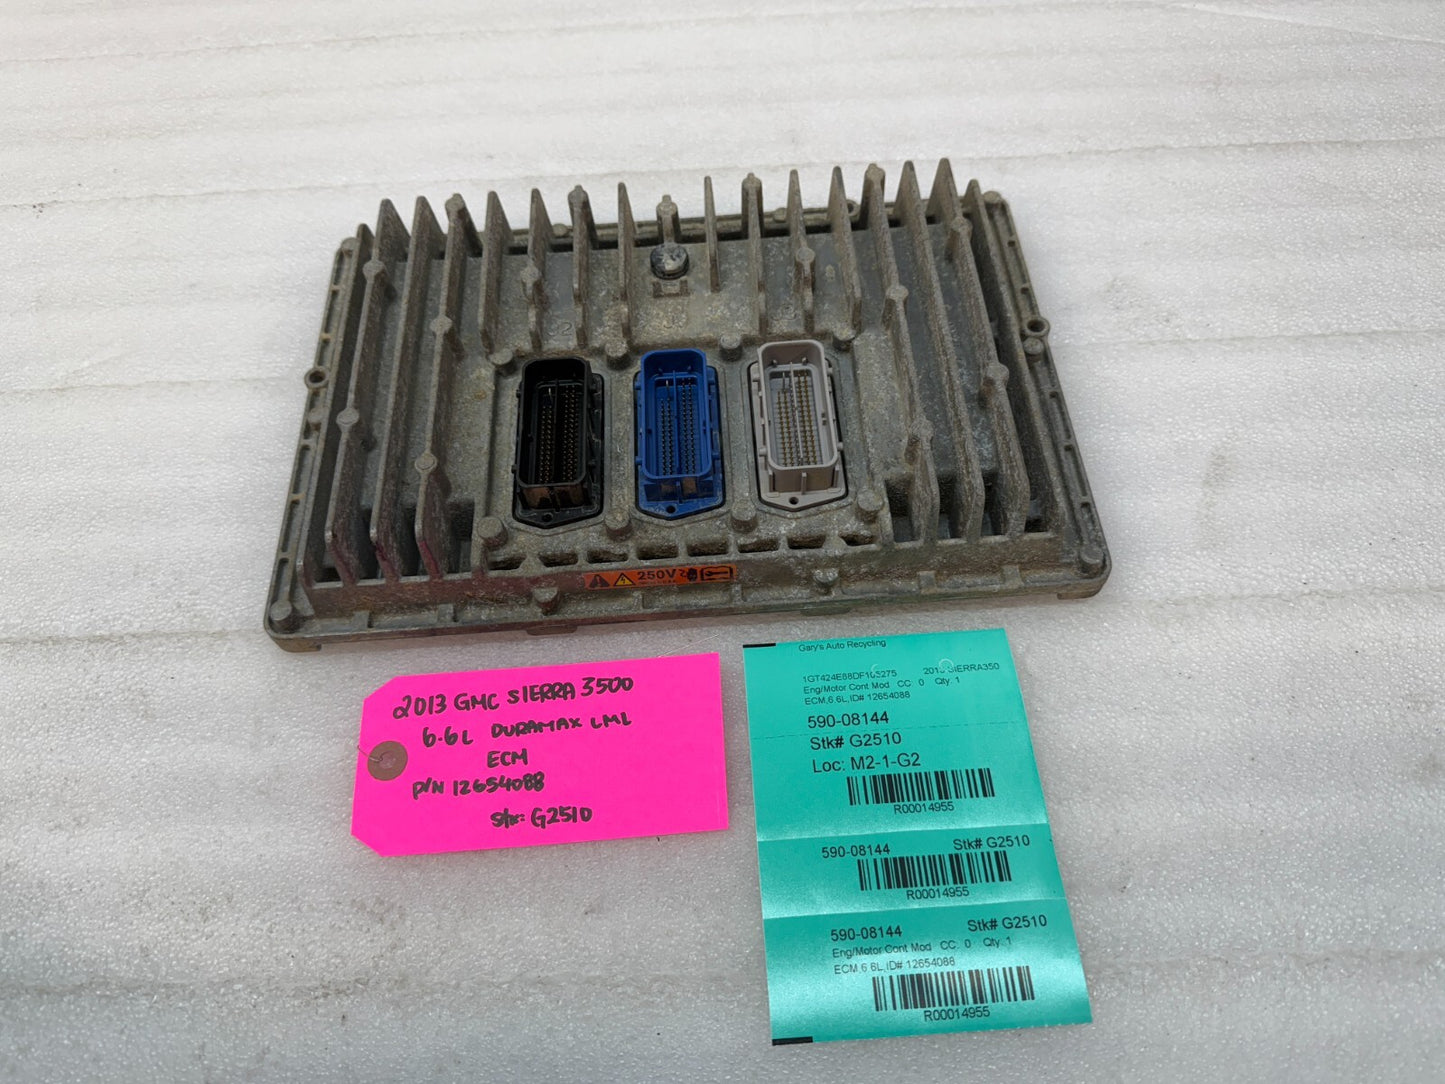 250V
2013 GMC SIERRA 3500
6.6L DURAMAX LML
ECM
P/N 12654088
Stk: G2510
Gary's Auto Recycling
1GT424E88DF105275 2013 SIERRA350
Eng/Motor Cont Mod CC: 0 Qty: 1
ECM,6.6L,ID# 12654088
590-08144
Stk# G2510
Loc: M2-1-G2
R00014955
590-08144 Stk# G2510
R00014955
590-08144 Stk# G2510
Eng/Motor Cont Mod CC: 0 Qty: 1
ECM,6.6L,ID# 12654088
R00014955